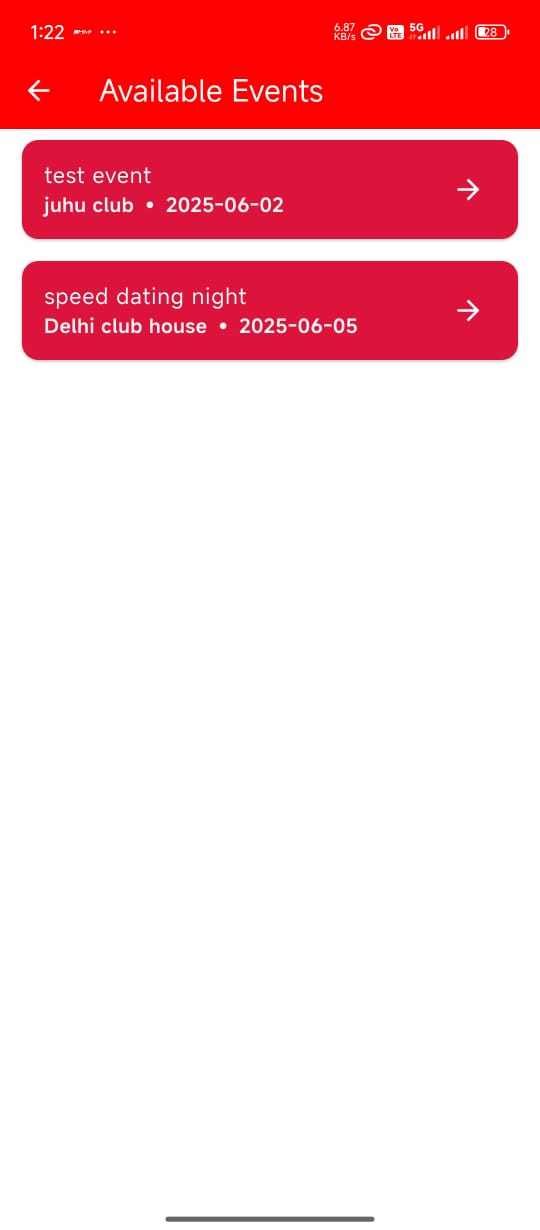 1:22
6.87
KB/s
Vo
LTE
5G
28
Available Events
test event
juhu club • 2025-06-02
speed dating night
Delhi club house • 2025-06-05